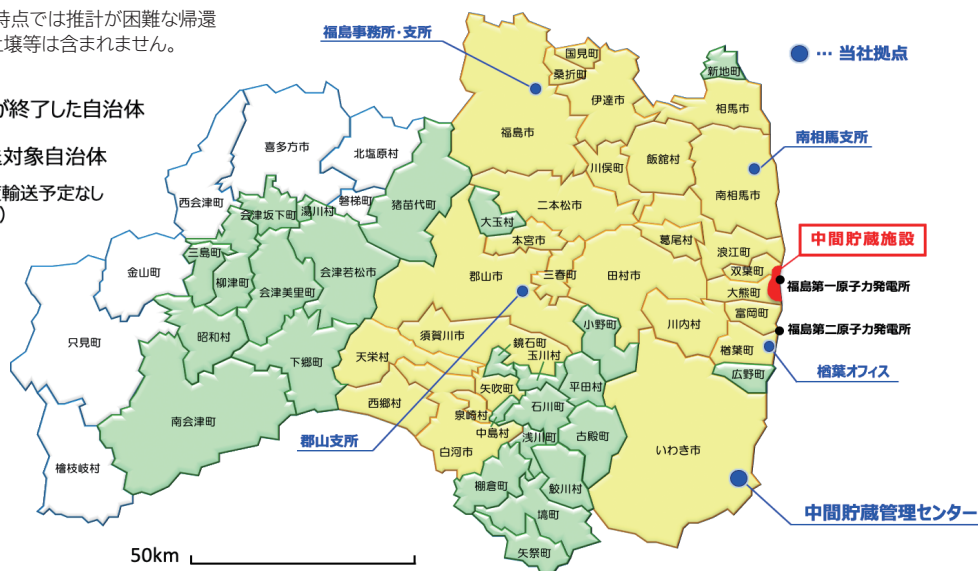 時点では推計が困難な帰還
土壌等は含まれません。
が終了した自治体
対象自治体
輸送予定なし
福島事務所・支所
… 当社拠点
国見町
桑折町
新地町
伊達市
相馬市
福島市
南相馬支所
喜多方市
北塩原村
川俣町
飯舘村
南相馬市
西会津町
磐梯町
猪苗代町
二本松市
会津坂下町
湯川村
大玉村
本宮市
葛尾村
浪江町
中間貯蔵施設
三島町
金山町
柳津町
会津若松市
会津美里町
郡山市
三春町
田村市
双葉町
福島第一原子力発電所
大熊町
富岡町
只見町
昭和村
下郷町
須賀川市
天栄村
鏡石町
玉川村
小野町
川内村
福島第二原子力発電所
楢葉町
楢葉オフィス
広野町
西郷村
矢吹町
平田村
石川町
泉崎村
中島村
南会津町
郡山支所
白河市
浅川町
古殿町
いわき市
檜枝岐村
棚倉町
鮫川村
塙町
矢祭町
中間貯蔵管理センター
50km